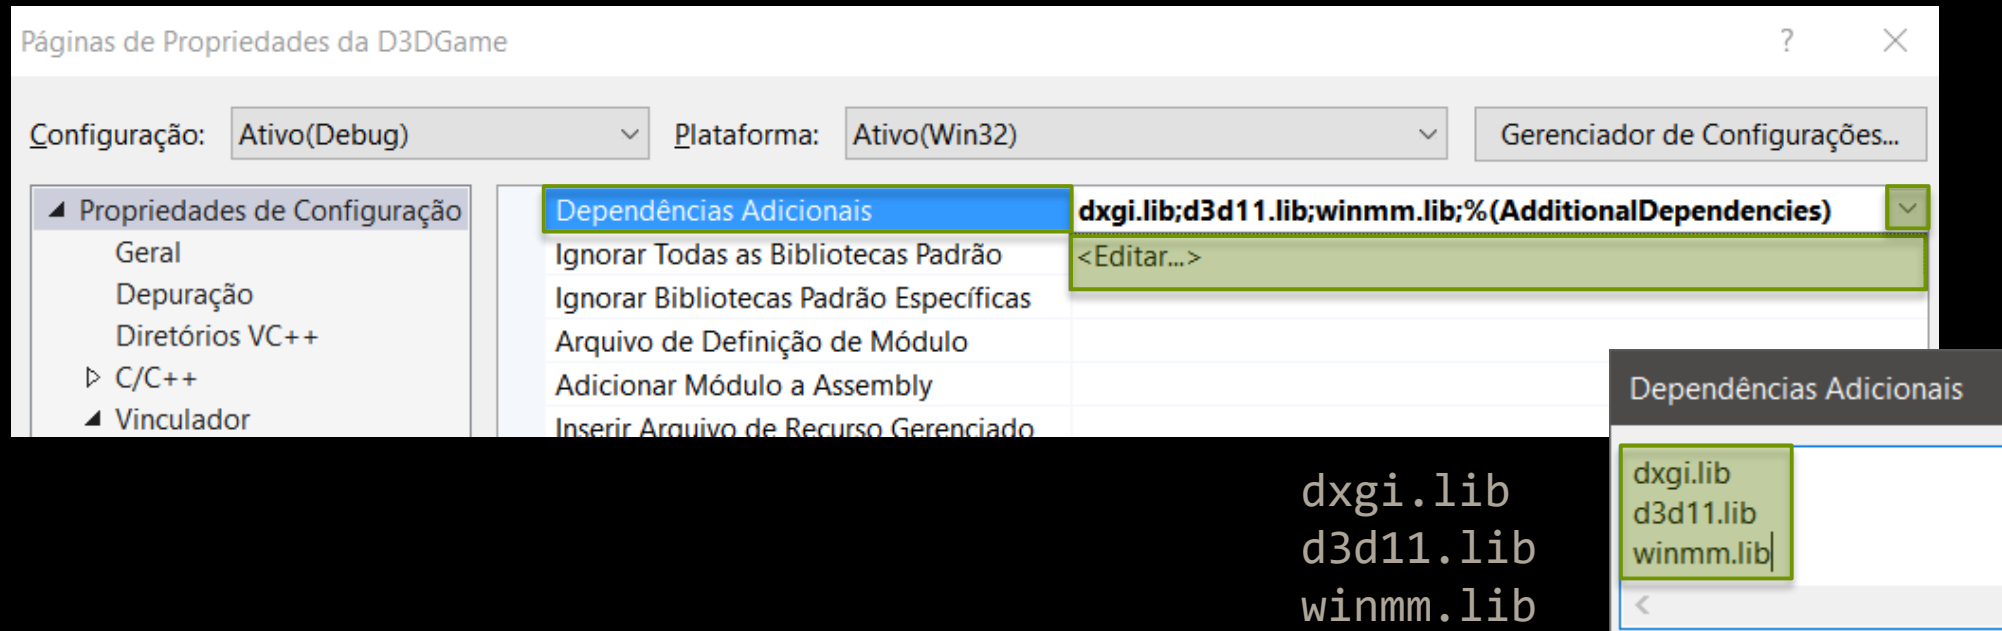 Páginas de Propriedades da D3DGame
? ×
Configuração: Ativo(Debug) Plataforma: Ativo(Win32) Gerenciador de Configurações...
Propriedades de Configuração
Geral
Depuração
Diretórios VC++
C/C++
Vinculador
Dependências Adicionais dxgi.lib;d3d11.lib;winmm.lib;%(AdditionalDependencies)
<Editar...>
Ignorar Todas as Bibliotecas Padrão
Ignorar Bibliotecas Padrão Específicas
Arquivo de Definição de Módulo
Adicionar Módulo a Assembly
Inserir Arquivo de Recurso Gerenciado
dxgi.lib
d3d11.lib
winmm.lib
Dependências Adicionais
dxgi.lib
d3d11.lib
winmm.lib